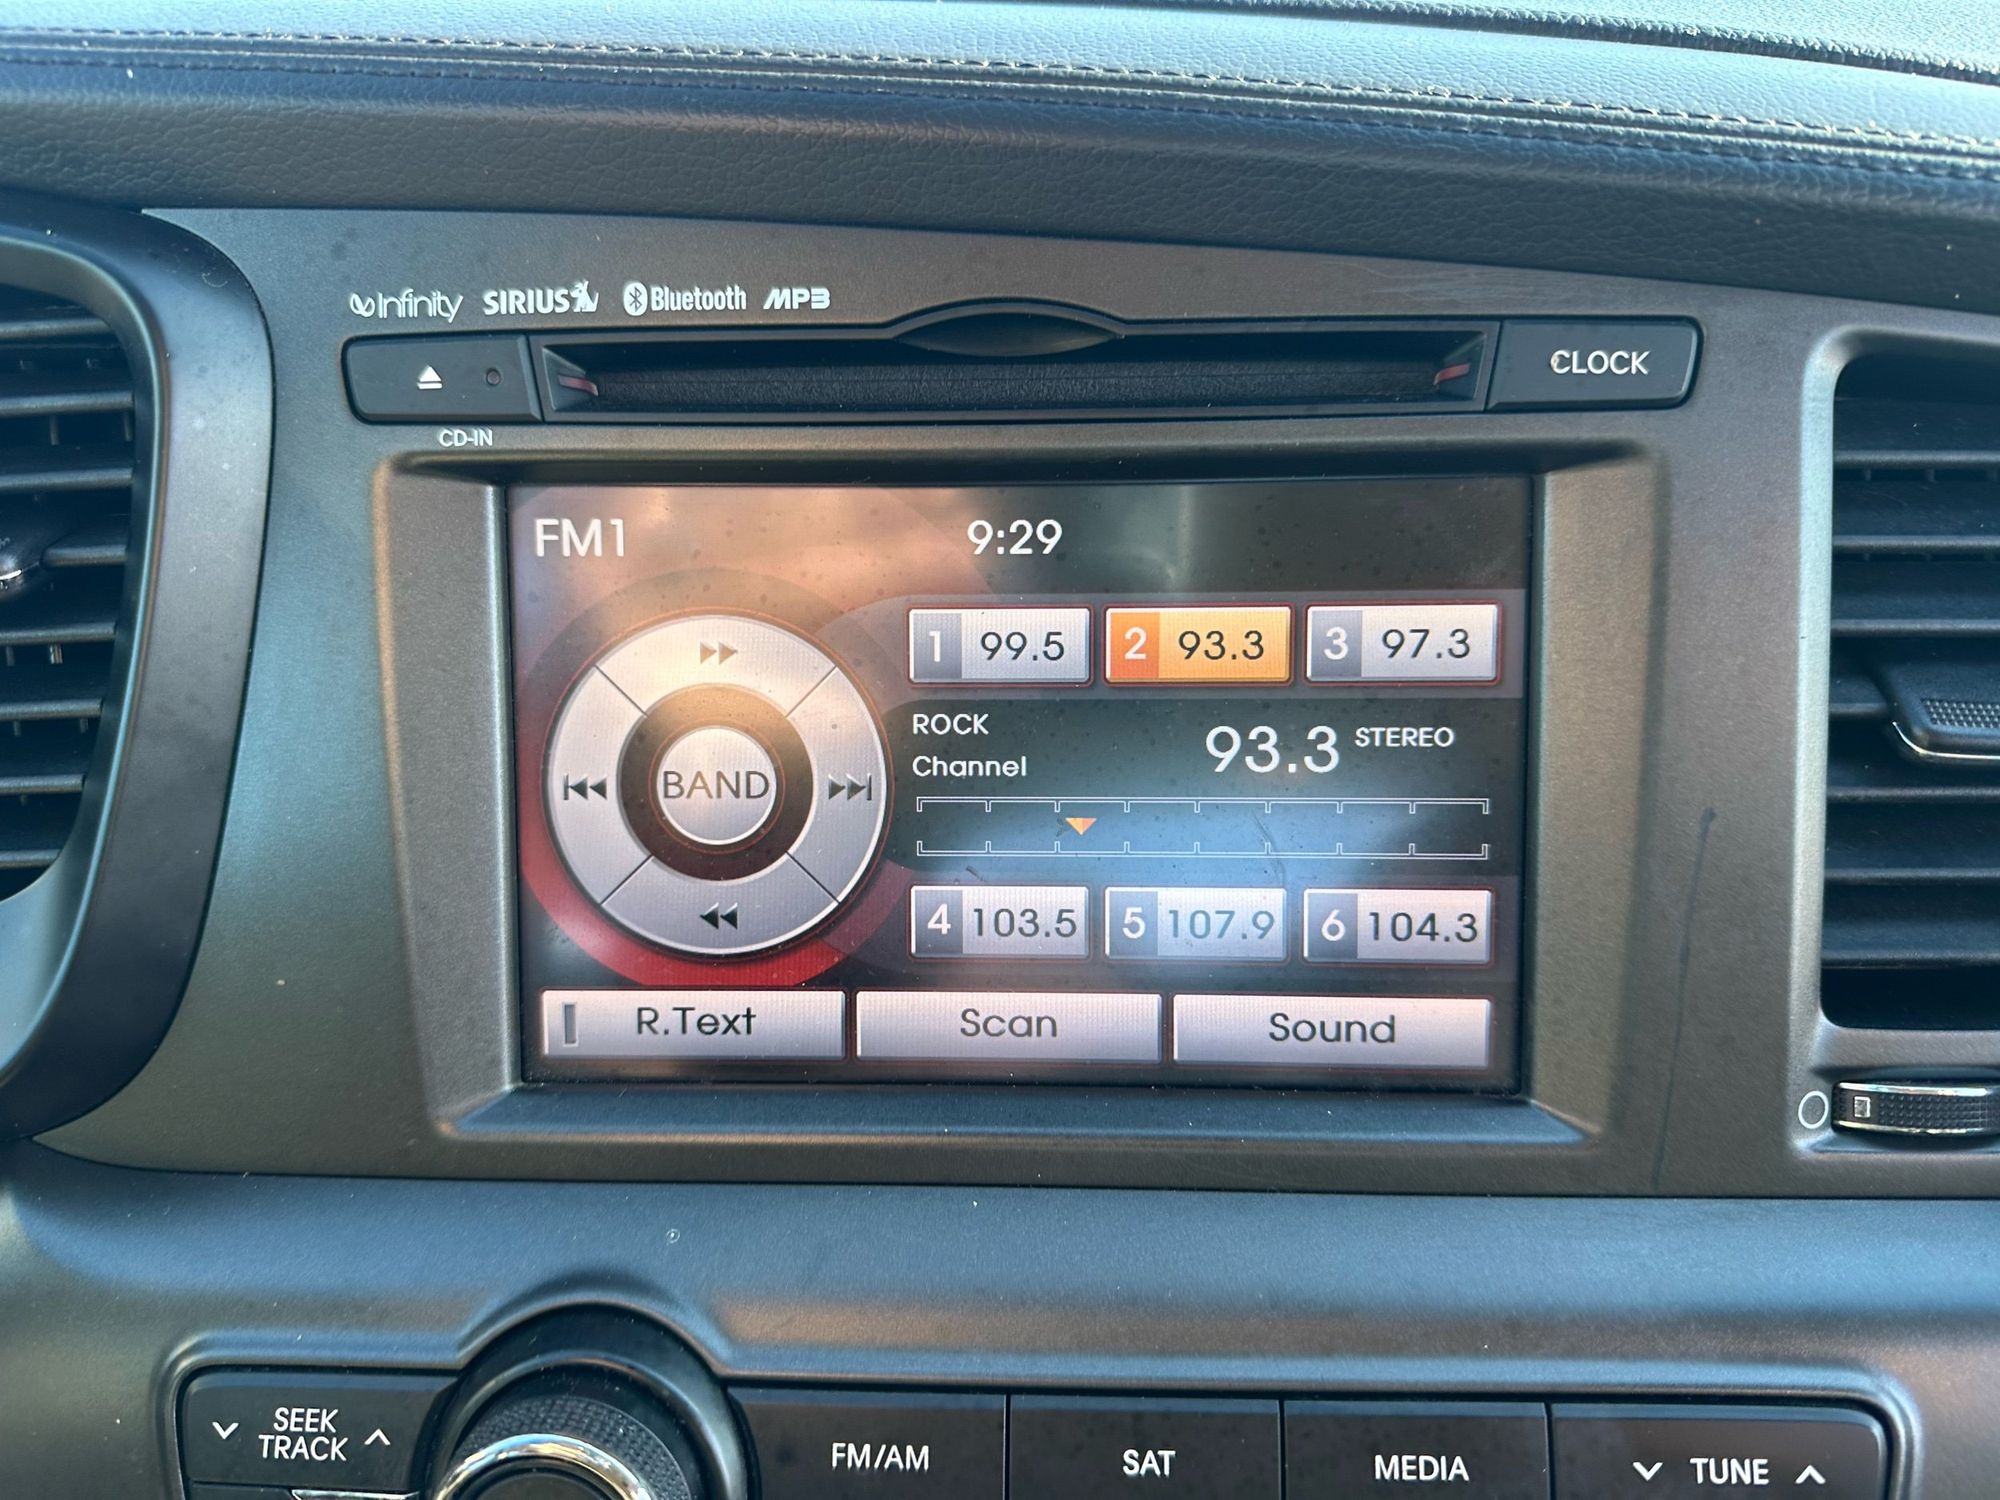 Infinity SIRIUS Bluetooth MP3
CLOCK
CD-IN
FM1 9:29
1 99.5 2 93.3 3 97.3
ROCK
Channel
93.3 STEREO
BAND
4 103.5 5 107.9 6 104.3
R.Text Scan Sound
SEEK
TRACK
FM/AM SAT MEDIA TUNE